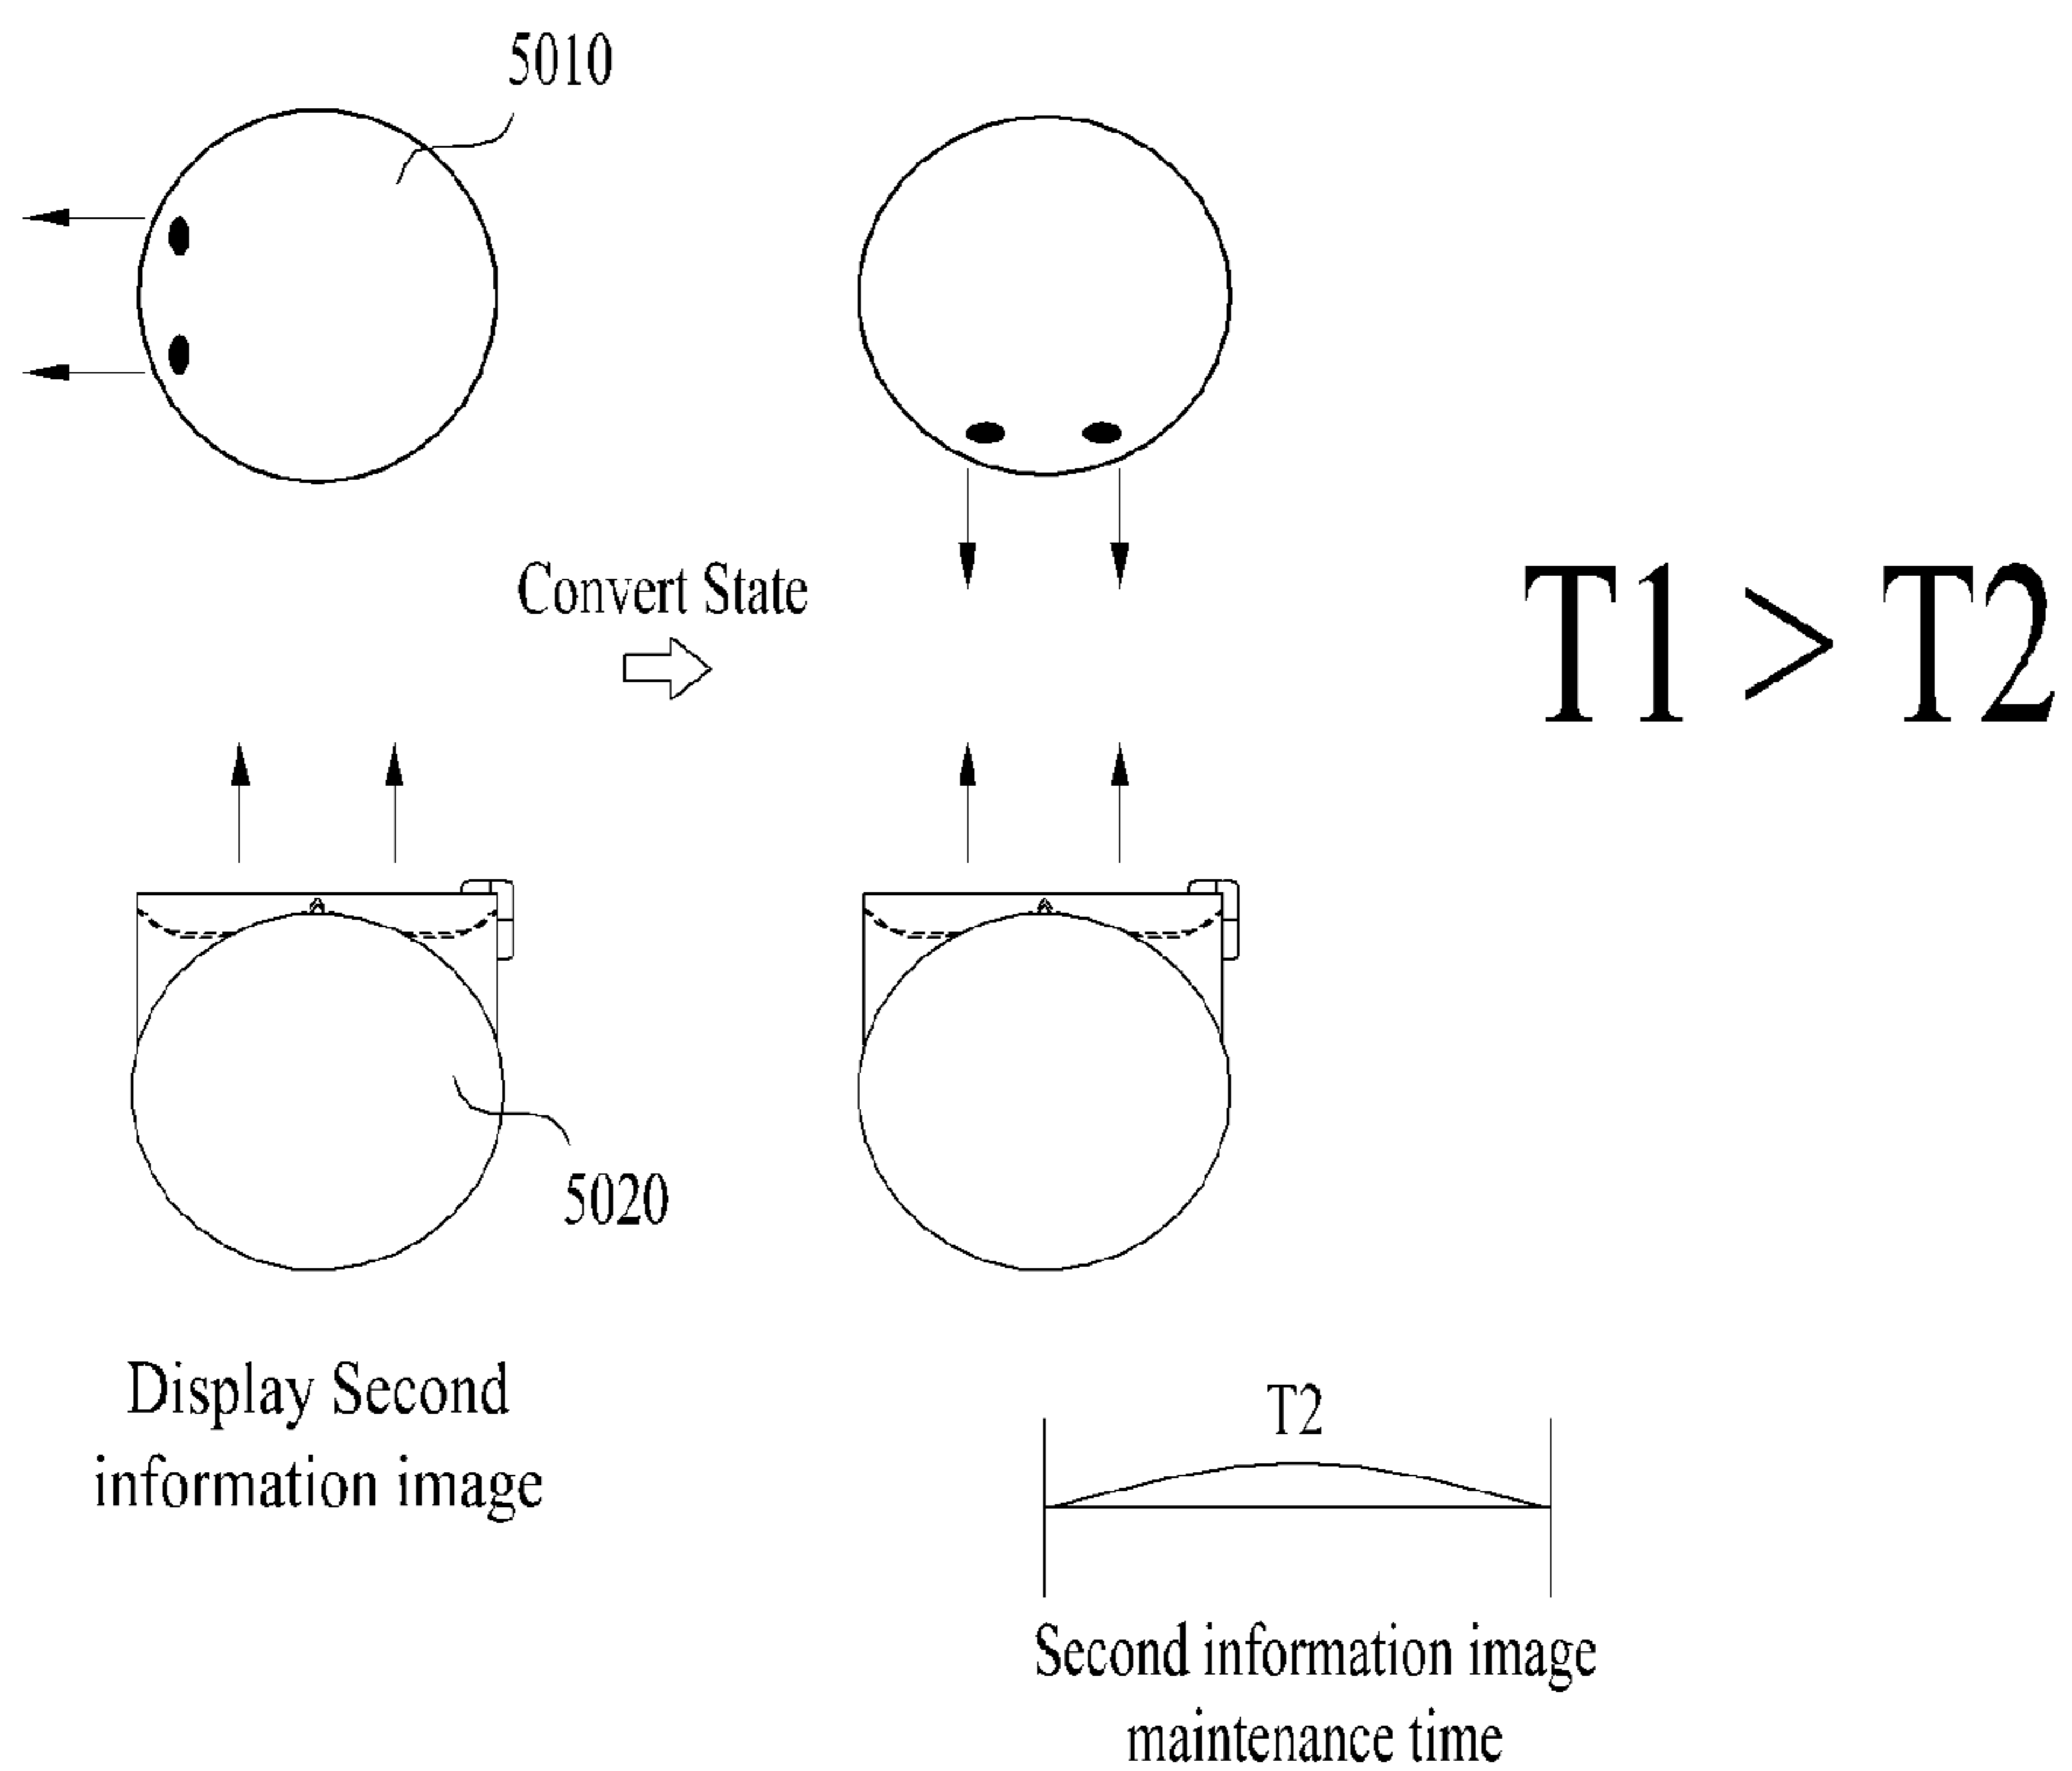 5010
Convert State
T1 > T2
5020
Display Second
information image
T2
Second information image
maintenance time